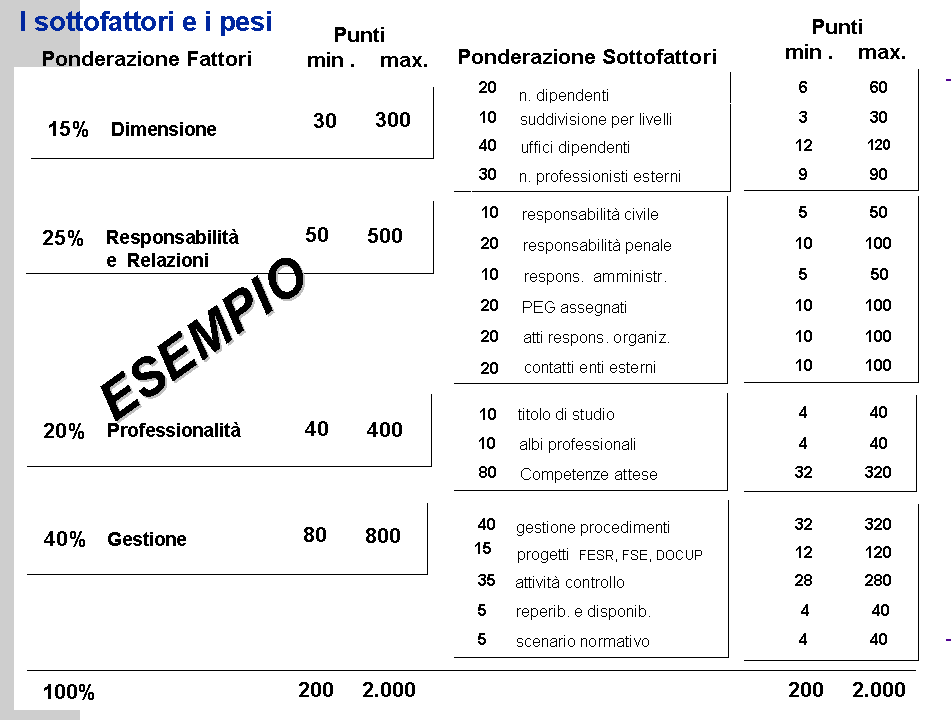 I sottofattori e i pesi
Punti
Ponderazione Fattori min . max.
Ponderazione Sottofattori
Punti
min . max.
15% Dimensione 30 300
20 n. dipendenti 6 60
10 suddivisione per livelli 3 30
40 uffici dipendenti 12 120
30 n. professionisti esterni 9 90
25% Responsabilità 50 500
e Relazioni
10 responsabilità civile 5 50
20 responsabilità penale 10 100
10 respons. amministr. 5 50
20 PEG assegnati 10 100
20 atti respons. organiz. 10 100
20 contatti enti esterni 10 100
ESEMPIO
20% Professionalità 40 400
10 titolo di studio 4 40
10 albi professionali 4 40
80 Competenze attese 32 320
40% Gestione 80 800
40 gestione procedimenti 32 320
15 progetti FESR, FSE, DOCUP 12 120
35 attività controllo 28 280
5 reperib. e disponib. 4 40
5 scenario normativo 4 40
100% 200 2.000 200 2.000